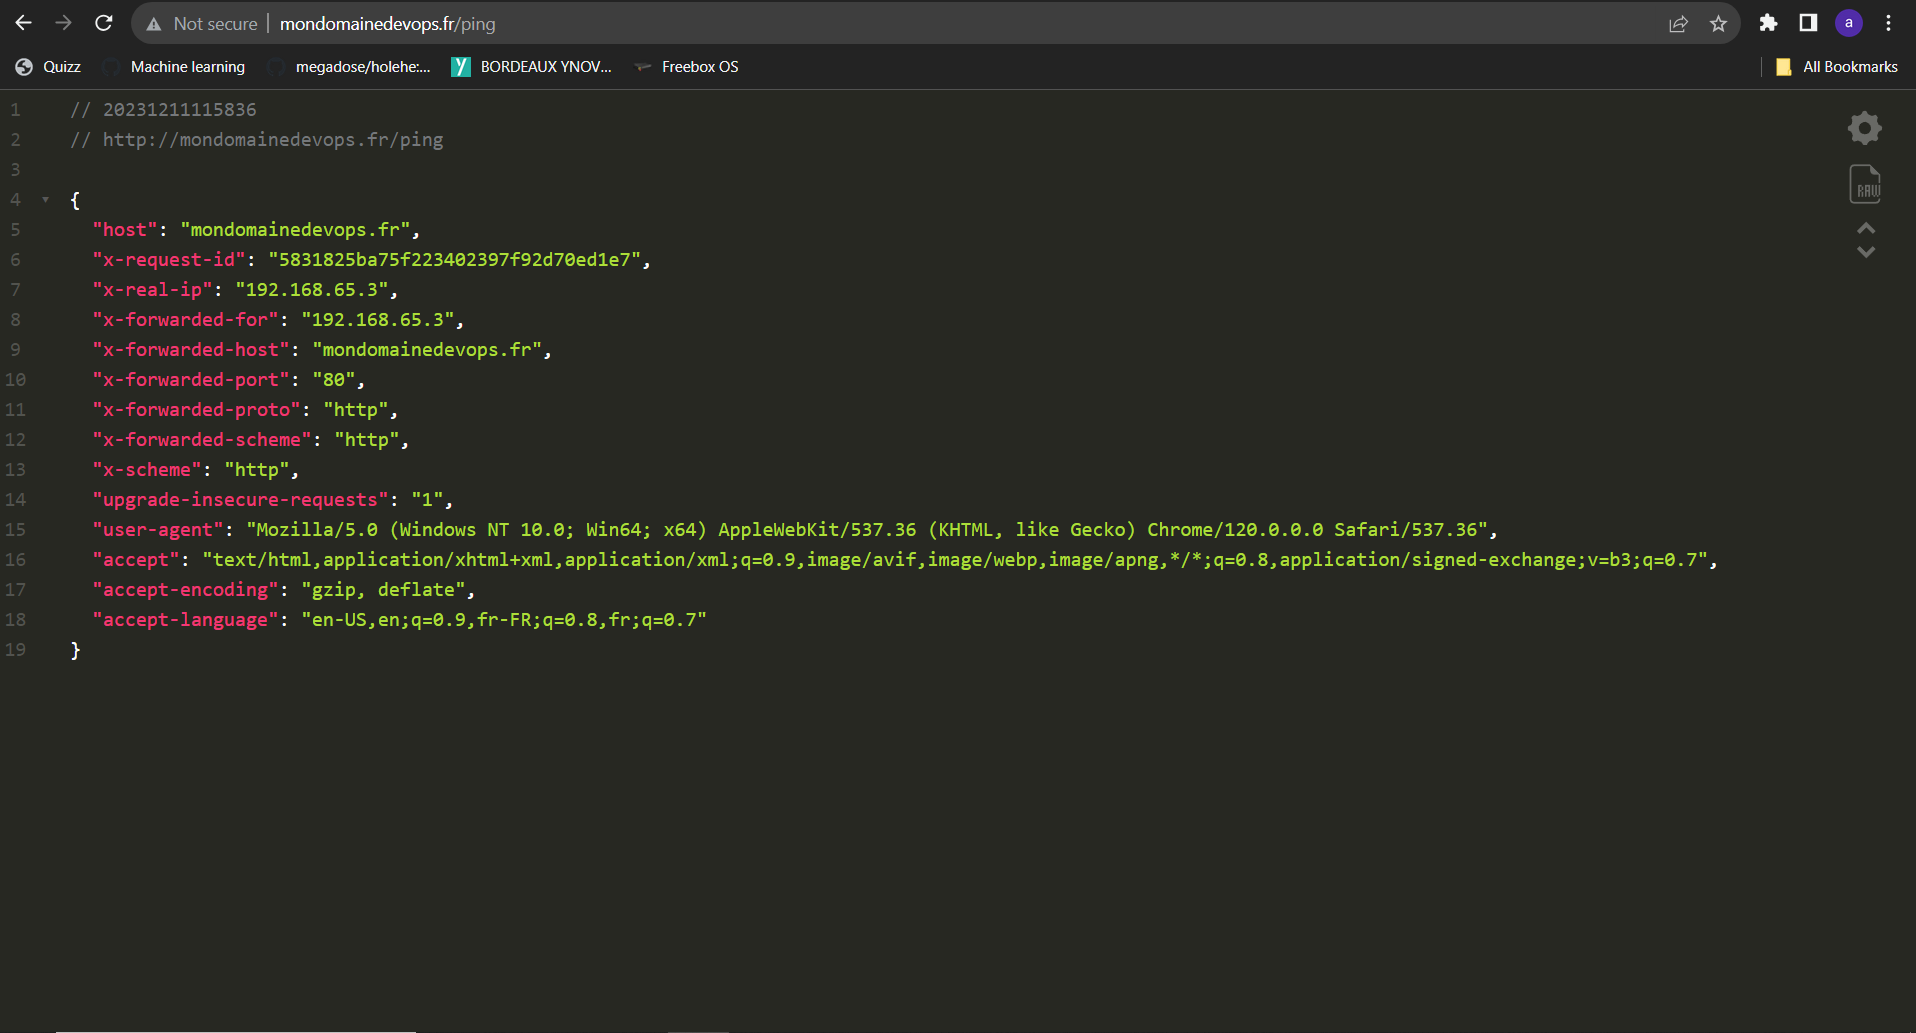 Not secure mondomainedevops.fr/ping a
Quizz Machine learning megadose/holehe:... BORDEAUX YNOV... Freebox OS All Bookmarks
1 // 20231211115836
2 // http://mondomainedevops.fr/ping
3
4 {
5 "host": "mondomainedevops.fr",
6 "x-request-id": "5831825ba75f223402397f92d70ed1e7",
7 "x-real-ip": "192.168.65.3",
8 "x-forwarded-for": "192.168.65.3",
9 "x-forwarded-host": "mondomainedevops.fr",
10 "x-forwarded-port": "80",
11 "x-forwarded-proto": "http",
12 "x-forwarded-scheme": "http",
13 "x-scheme": "http",
14 "upgrade-insecure-requests": "1",
15 "user-agent": "Mozilla/5.0 (Windows NT 10.0; Win64; x64) AppleWebKit/537.36 (KHTML, like Gecko) Chrome/120.0.0.0 Safari/537.36",
16 "accept": "text/html,application/xhtml+xml,application/xml;q=0.9,image/avif,image/webp,image/apng,*/*;q=0.8,application/signed-exchange;v=b3;q=0.7",
17 "accept-encoding": "gzip, deflate",
18 "accept-language": "en-US,en;q=0.9,fr-FR;q=0.8,fr;q=0.7"
19 }
RAW